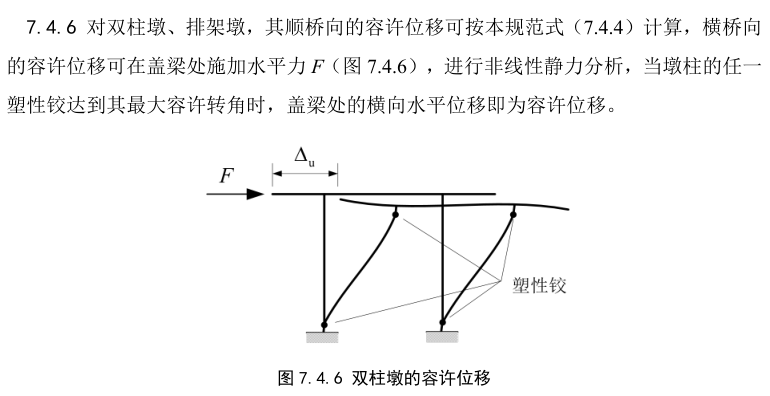 7.4.6 对双柱墩、排架墩，其顺桥向的容许位移可按本规范式（7.4.4）计算，横桥向
的容许位移可在盖梁处施加水平力 F（图 7.4.6），进行非线性静力分析，当墩柱的任一
塑性铰达到其最大容许转角时，盖梁处的横向水平位移即为容许位移。
Δu
F
塑性铰
图 7.4.6 双柱墩的容许位移